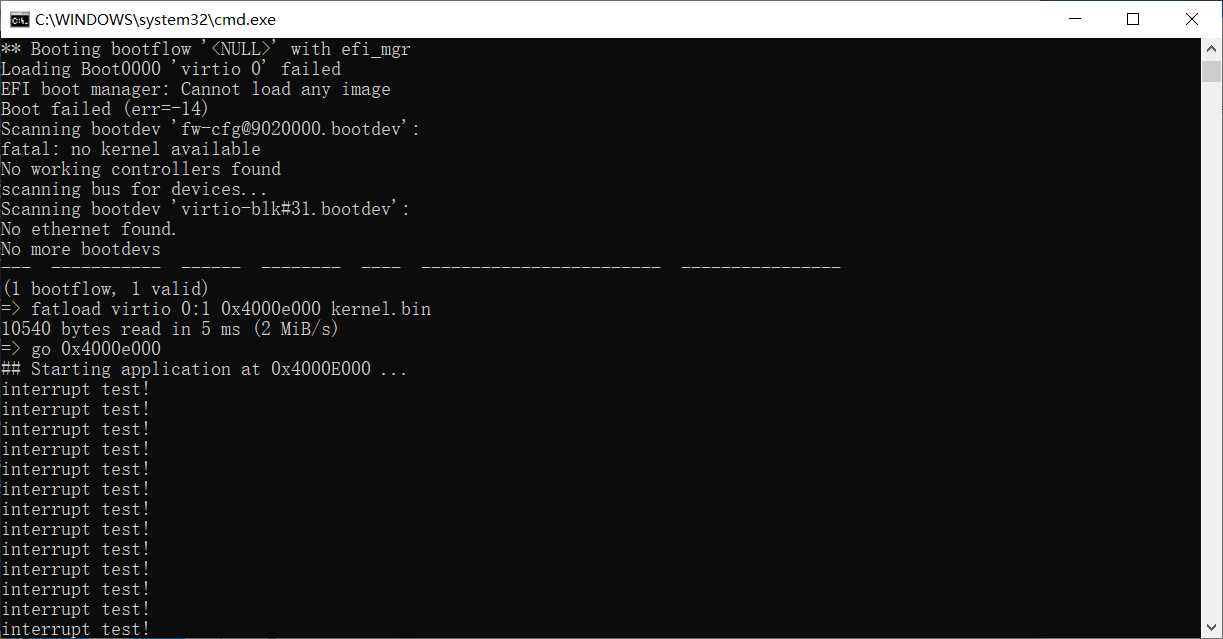 C:\WINDOWS\system32\cmd.exe
** Booting bootflow '<NULL>' with efi_mgr
Loading Boot0000 'virtio 0' failed
EFI boot manager: Cannot load any image
Boot failed (err=-14)
Scanning bootdev 'fw-cfg@9020000.bootdev':
fatal: no kernel available
No working controllers found
scanning bus for devices...
Scanning bootdev 'virtio-blk#31.bootdev':
No ethernet found.
No more bootdevs
---  -----------  ------  --------  ----  ------------------------  ----------------
(1 bootflow, 1 valid)
=> fatload virtio 0:1 0x4000e000 kernel.bin
10540 bytes read in 5 ms (2 MiB/s)
=> go 0x4000e000
## Starting application at 0x4000E000 ...
interrupt test!
interrupt test!
interrupt test!
interrupt test!
interrupt test!
interrupt test!
interrupt test!
interrupt test!
interrupt test!
interrupt test!
interrupt test!
interrupt test!
interrupt test!